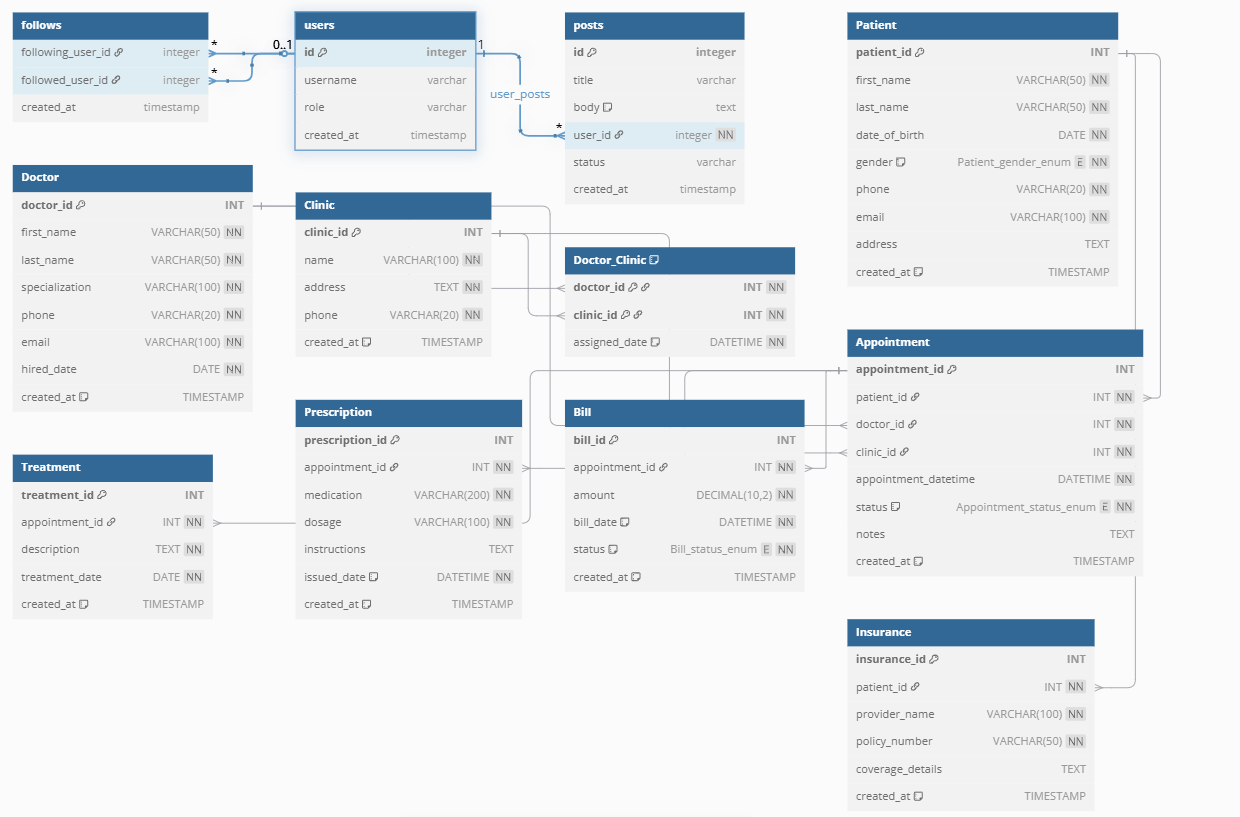 follows
following_user_id integer
followed_user_id integer
created_at timestamp
*
*
0..1
users
id integer
username varchar
role varchar
created_at timestamp
1
user_posts
*
posts
id integer
title varchar
body text
user_id integer NN
status varchar
created_at timestamp
Patient
patient_id INT
first_name VARCHAR(50) NN
last_name VARCHAR(50) NN
date_of_birth DATE NN
gender Patient_gender_enum E NN
phone VARCHAR(20) NN
email VARCHAR(100) NN
address TEXT
created_at TIMESTAMP
Doctor
doctor_id INT
first_name VARCHAR(50) NN
last_name VARCHAR(50) NN
specialization VARCHAR(100) NN
phone VARCHAR(20) NN
email VARCHAR(100) NN
hired_date DATE NN
created_at TIMESTAMP
Clinic
clinic_id INT
name VARCHAR(100) NN
address TEXT NN
phone VARCHAR(20) NN
created_at TIMESTAMP
Doctor_Clinic
doctor_id INT NN
clinic_id INT NN
assigned_date DATETIME NN
Appointment
appointment_id INT
patient_id INT NN
doctor_id INT NN
clinic_id INT NN
appointment_datetime DATETIME NN
status Appointment_status_enum E NN
notes TEXT
created_at TIMESTAMP
Prescription
prescription_id INT
appointment_id INT NN
medication VARCHAR(200) NN
dosage VARCHAR(100) NN
instructions TEXT
issued_date DATETIME NN
created_at TIMESTAMP
Bill
bill_id INT
appointment_id INT NN
amount DECIMAL(10,2) NN
bill_date DATETIME NN
status Bill_status_enum E NN
created_at TIMESTAMP
Treatment
treatment_id INT
appointment_id INT NN
description TEXT NN
treatment_date DATE NN
created_at TIMESTAMP
Insurance
insurance_id INT
patient_id INT NN
provider_name VARCHAR(100) NN
policy_number VARCHAR(50) NN
coverage_details TEXT
created_at TIMESTAMP